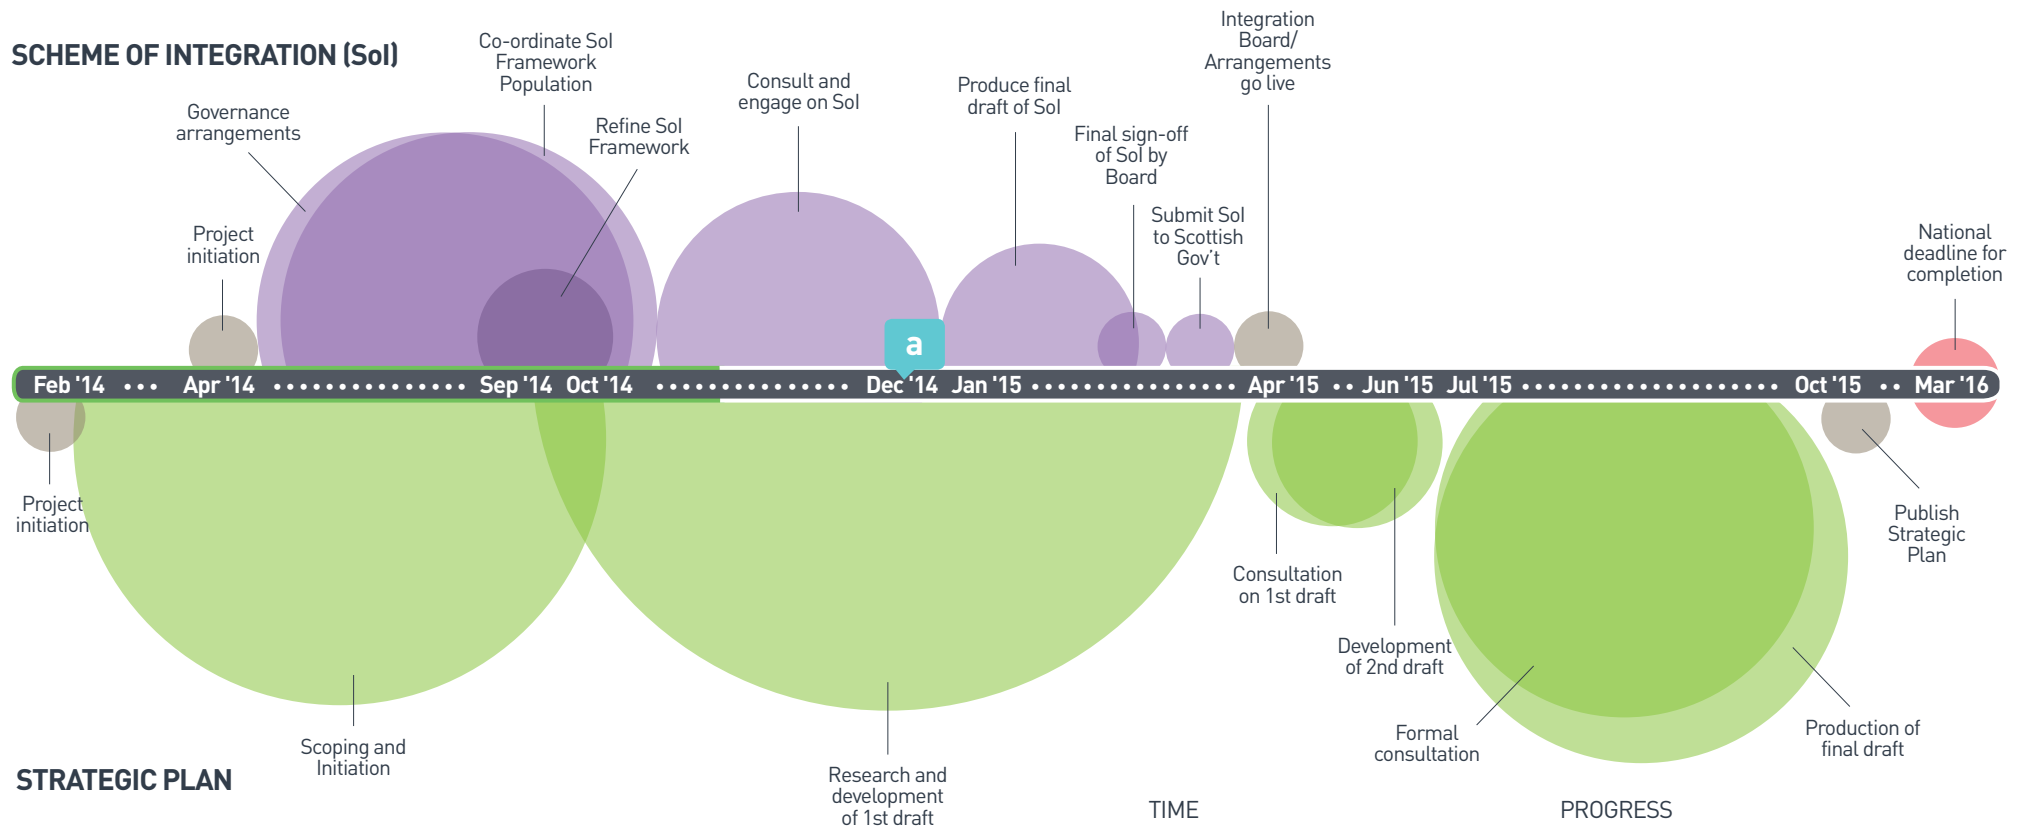 SCHEME OF INTEGRATION (SoI)
Governance
arrangements
Project
initiation
Co-ordinate SoI
Framework
Population
Refine SoI
Framework
Consult and
engage on SoI
Produce final
draft of SoI
Final sign-off
of SoI by
Board
Submit SoI
to Scottish
Gov't
Integration
Board/
Arrangements
go live
National
deadline for
completion
a
Feb '14 ... Apr '14 .................. Sep '14 Oct '14 .................. Dec '14 Jan '15 ................... Apr '15 .. Jun '15 Jul '15 ........................ Oct '15 .. Mar '16
Project
initiation
Scoping and
Initiation
Research and
development
of 1st draft
Consultation
on 1st draft
Development
of 2nd draft
Formal
consultation
Production of
final draft
Publish
Strategic
Plan
STRATEGIC PLAN
TIME
PROGRESS